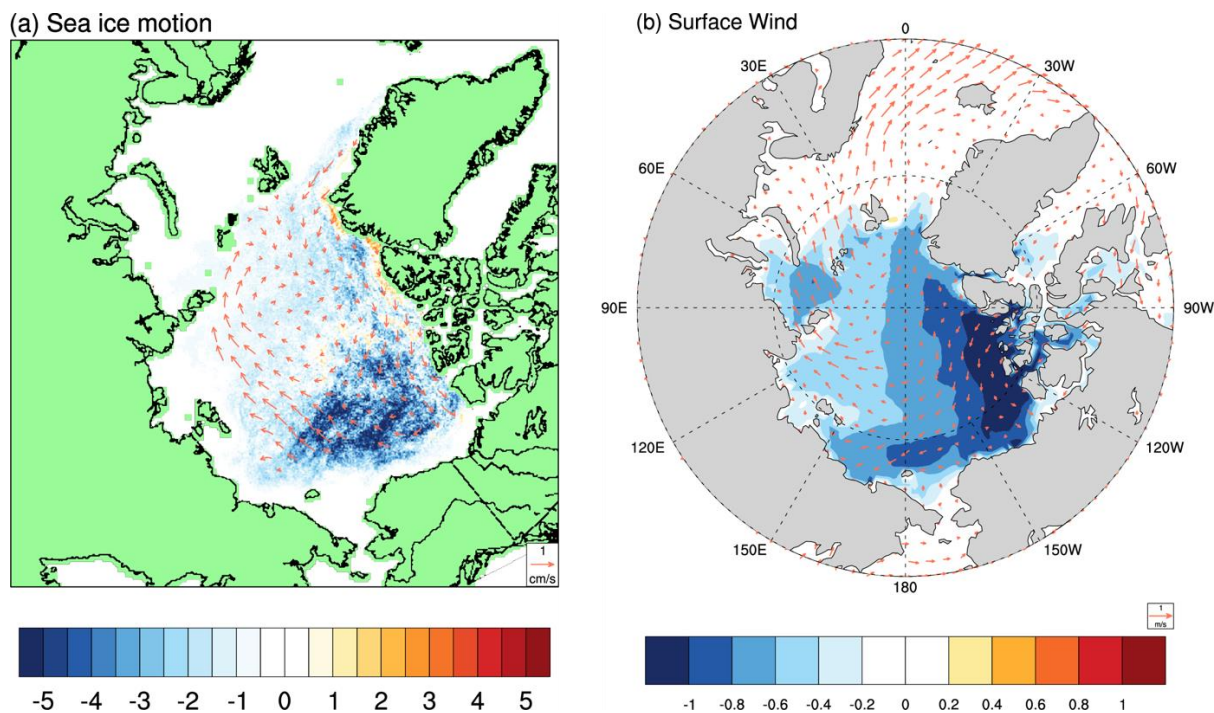 (a) Sea ice motion
1
cm/s
-5 -4 -3 -2 -1 0 1 2 3 4 5
(b) Surface Wind
0
30E
30W
60E
60W
90E
90W
120E
120W
150E
150W
180
1
m/s
-1 -0.8 -0.6 -0.4 -0.2 0 0.2 0.4 0.6 0.8 1